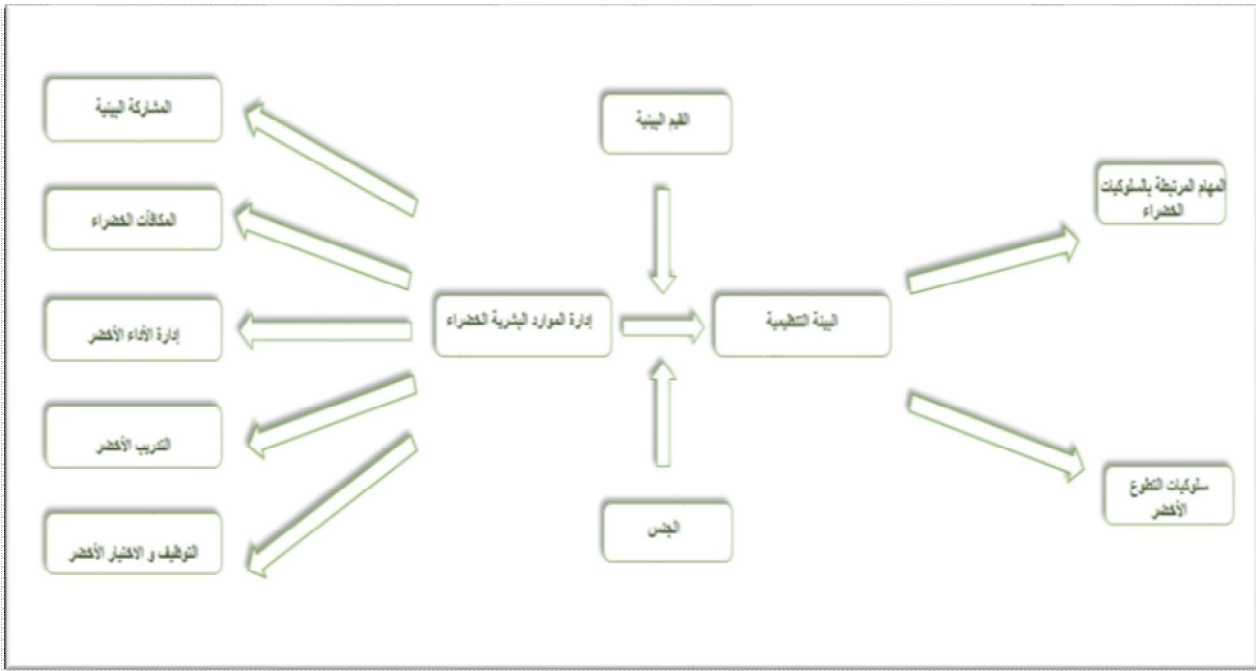 المشاركة البيئية
المكافآت الخضراء
إدارة الأداء الأخضر
التدريب الأخضر
التوظيف و الاختيار الأخضر
القيم البيئية
إدارة الموارد البشرية الخضراء
البيئة التنظيمية
الجنس
المهام المرتبطة بالسلوكيات
الخضراء
سلوكيات التطوع
الأخضر